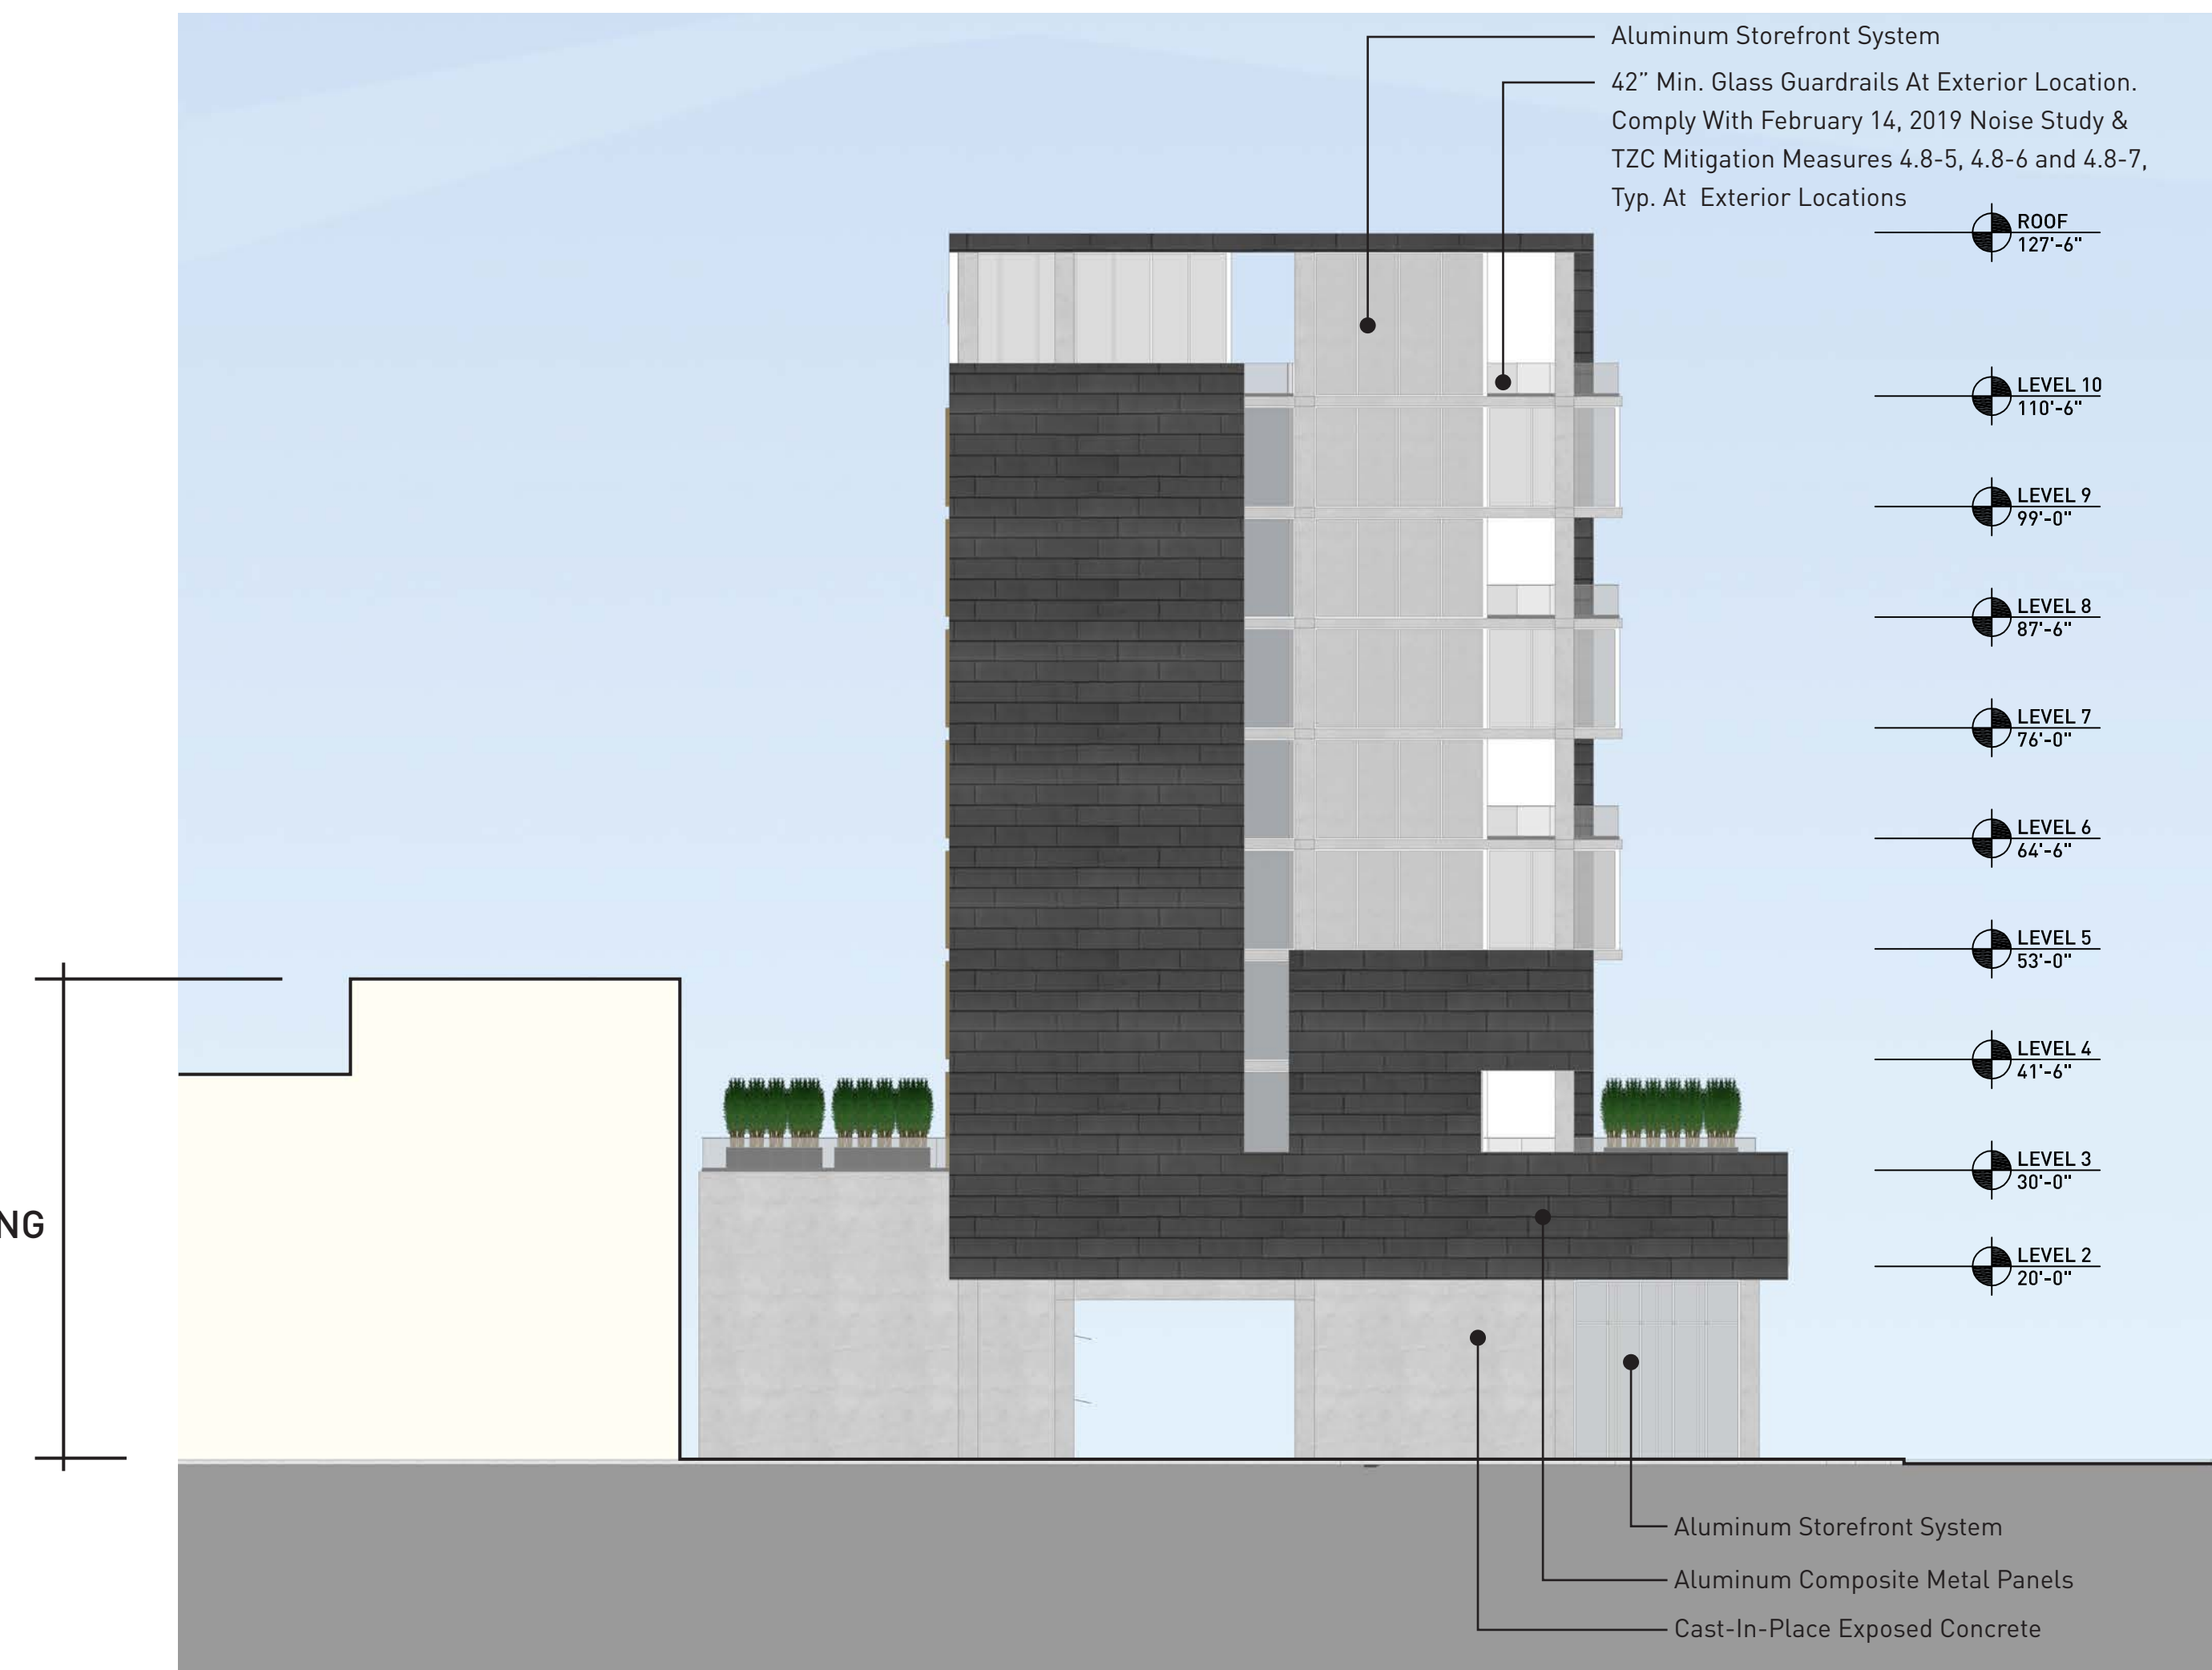 Aluminum Storefront System
42” Min. Glass Guardrails At Exterior Location.
Comply With February 14, 2019 Noise Study &
TZC Mitigation Measures 4.8-5, 4.8-6 and 4.8-7,
Typ. At Exterior Locations
ROOF
127'-6"
LEVEL 10
110'-6"
LEVEL 9
99'-0"
LEVEL 8
87'-6"
LEVEL 7
76'-0"
LEVEL 6
64'-6"
LEVEL 5
53'-0"
LEVEL 4
41'-6"
LEVEL 3
30'-0"
NG
LEVEL 2
20'-0"
Aluminum Storefront System
Aluminum Composite Metal Panels
Cast-In-Place Exposed Concrete